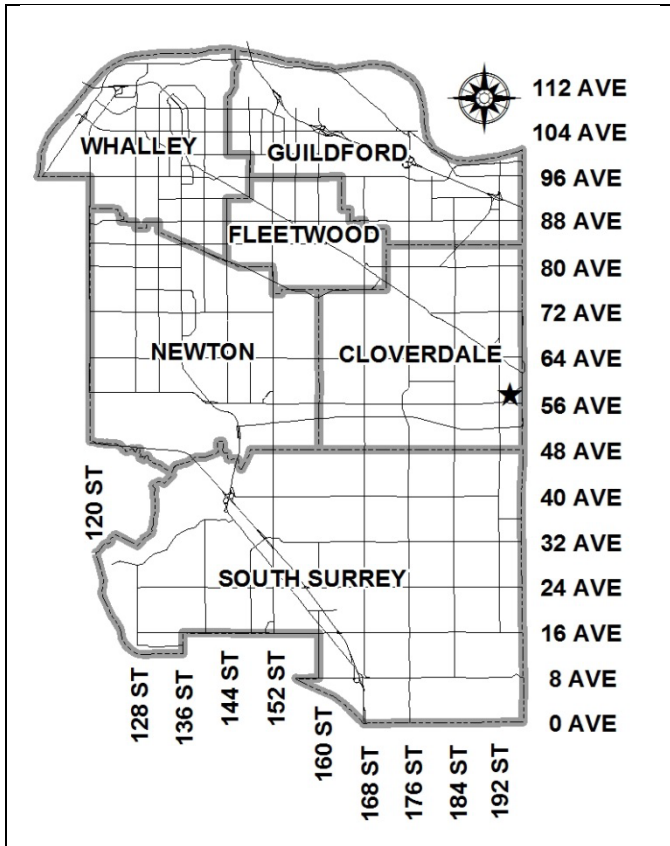 112 AVE
104 AVE
WHALLEY
GUILDFORD
96 AVE
88 AVE
FLEETWOOD
80 AVE
72 AVE
NEWTON
CLOVERDALE
64 AVE
56 AVE
48 AVE
120 ST
40 AVE
32 AVE
SOUTH SURREY
24 AVE
16 AVE
128 ST
136 ST
144 ST
152 ST
8 AVE
160 ST
168 ST
176 ST
184 ST
192 ST
0 AVE